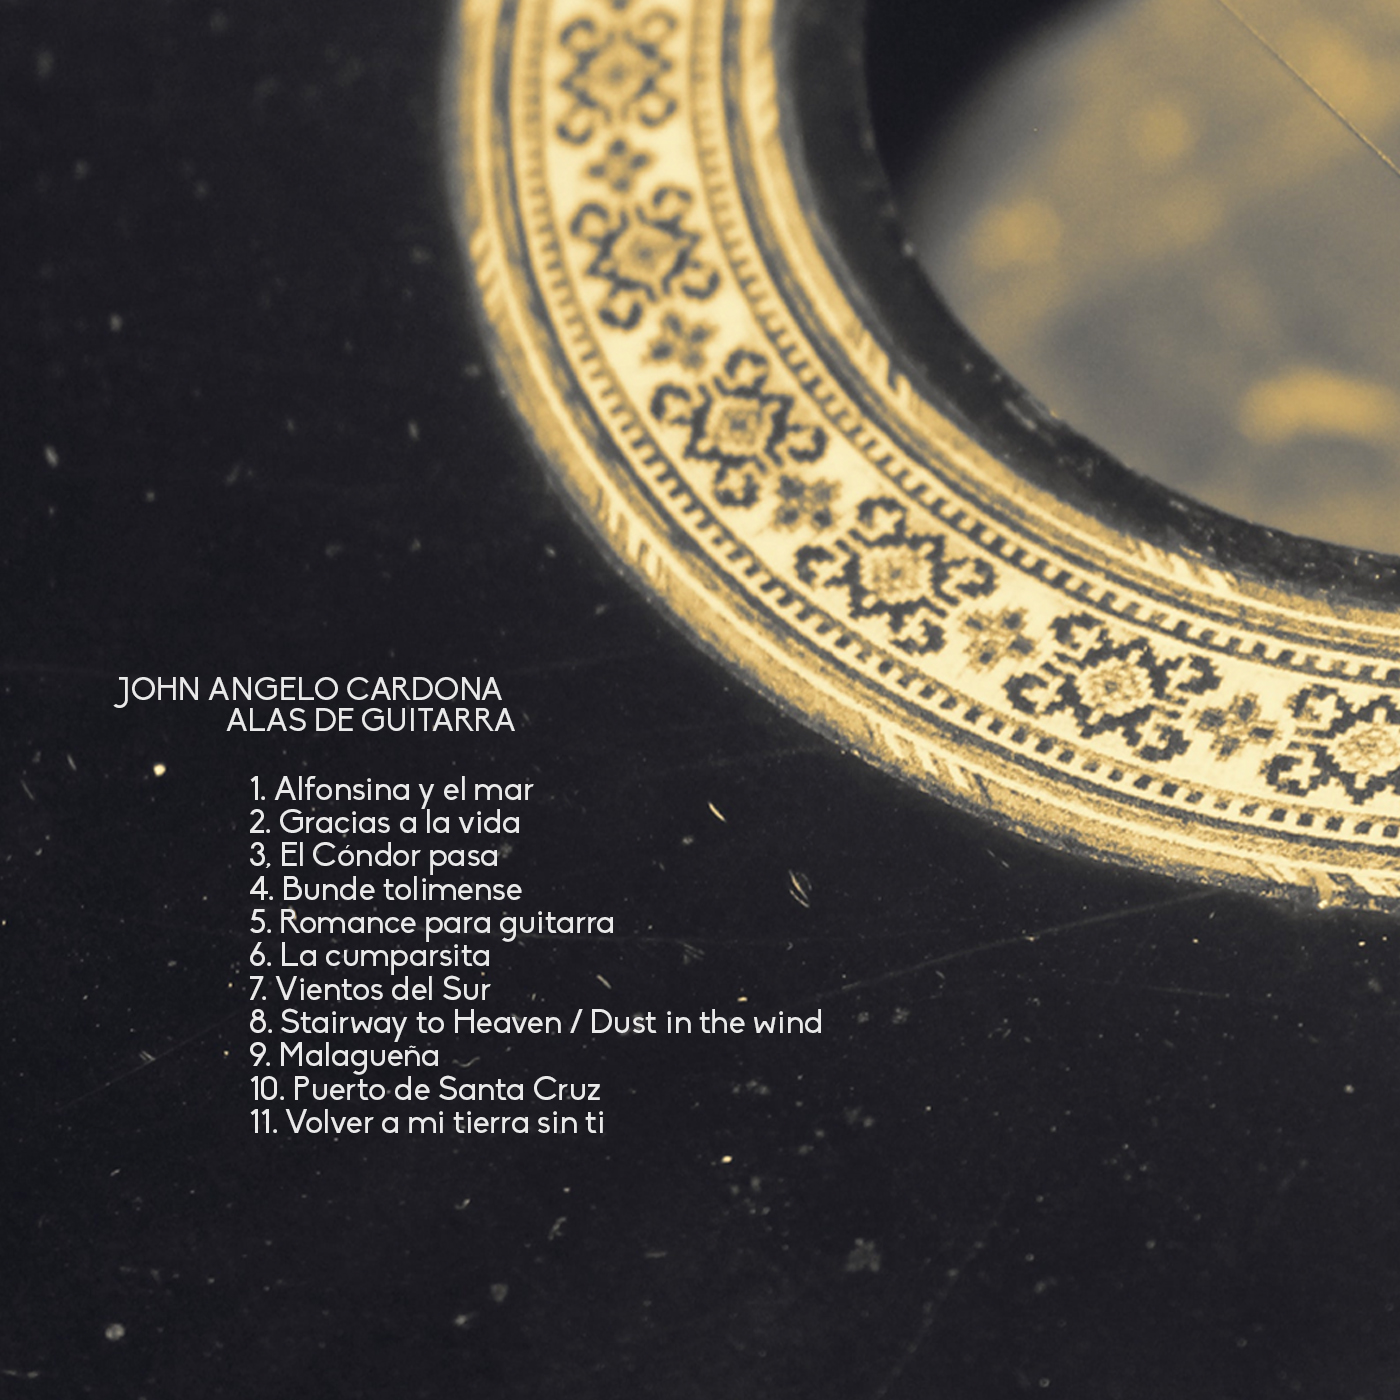 JOHN ANGELO CARDONA
ALAS DE GUITARRA
1. Alfonsina y el mar
2. Gracias a la vida
3, El Cóndor pasa
4. Bunde tolimense
5. Romance para guitarra
6. La cumparsita
7. Vientos del Sur
8. Stairway to Heaven / Dust in the wind
9. Malagueña
10. Puerto de Santa Cruz
11. Volver a mi tierra sin ti